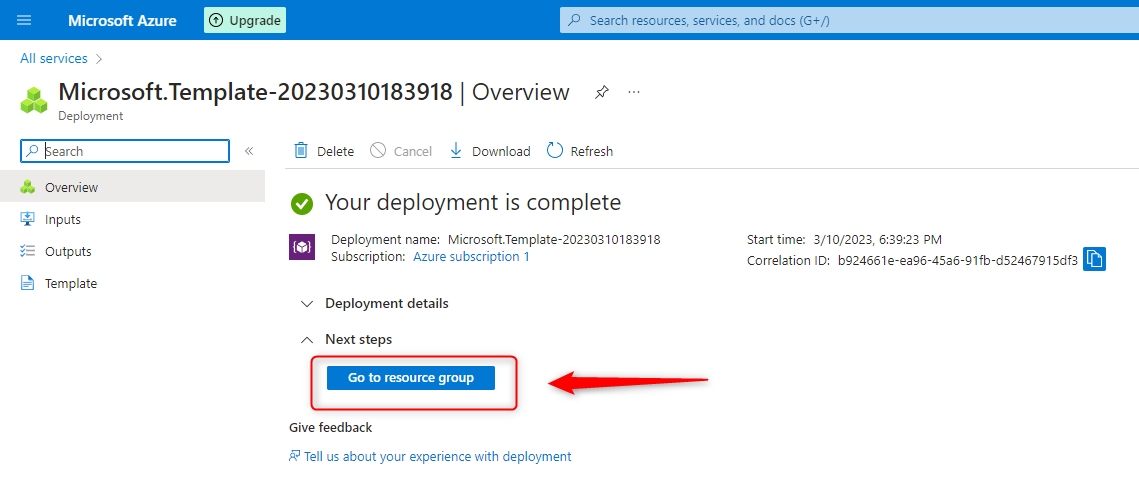 Microsoft Azure
Upgrade
Search resources, services, and docs (G+/)
All services
Microsoft.Template-20230310183918 | Overview
Deployment
Search
Delete
Cancel
Download
Refresh
Overview
Inputs
Outputs
Template
Your deployment is complete
Deployment name: Microsoft.Template-20230310183918
Subscription: Azure subscription 1
Start time: 3/10/2023, 6:39:23 PM
Correlation ID: b924661e-ea96-45a6-91fb-d52467915df3
Deployment details
Next steps
Go to resource group
Give feedback
Tell us about your experience with deployment